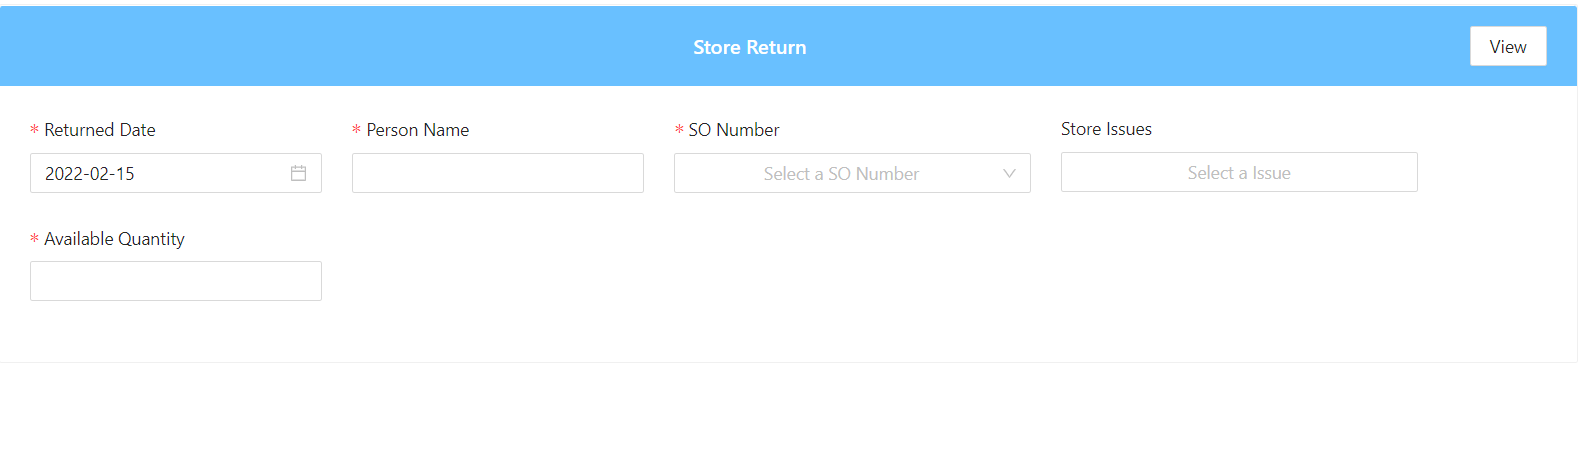 Store Return
View
* Returned Date
* Person Name
* SO Number
Store Issues
2022-02-15
Select a SO Number
Select a Issue
* Available Quantity